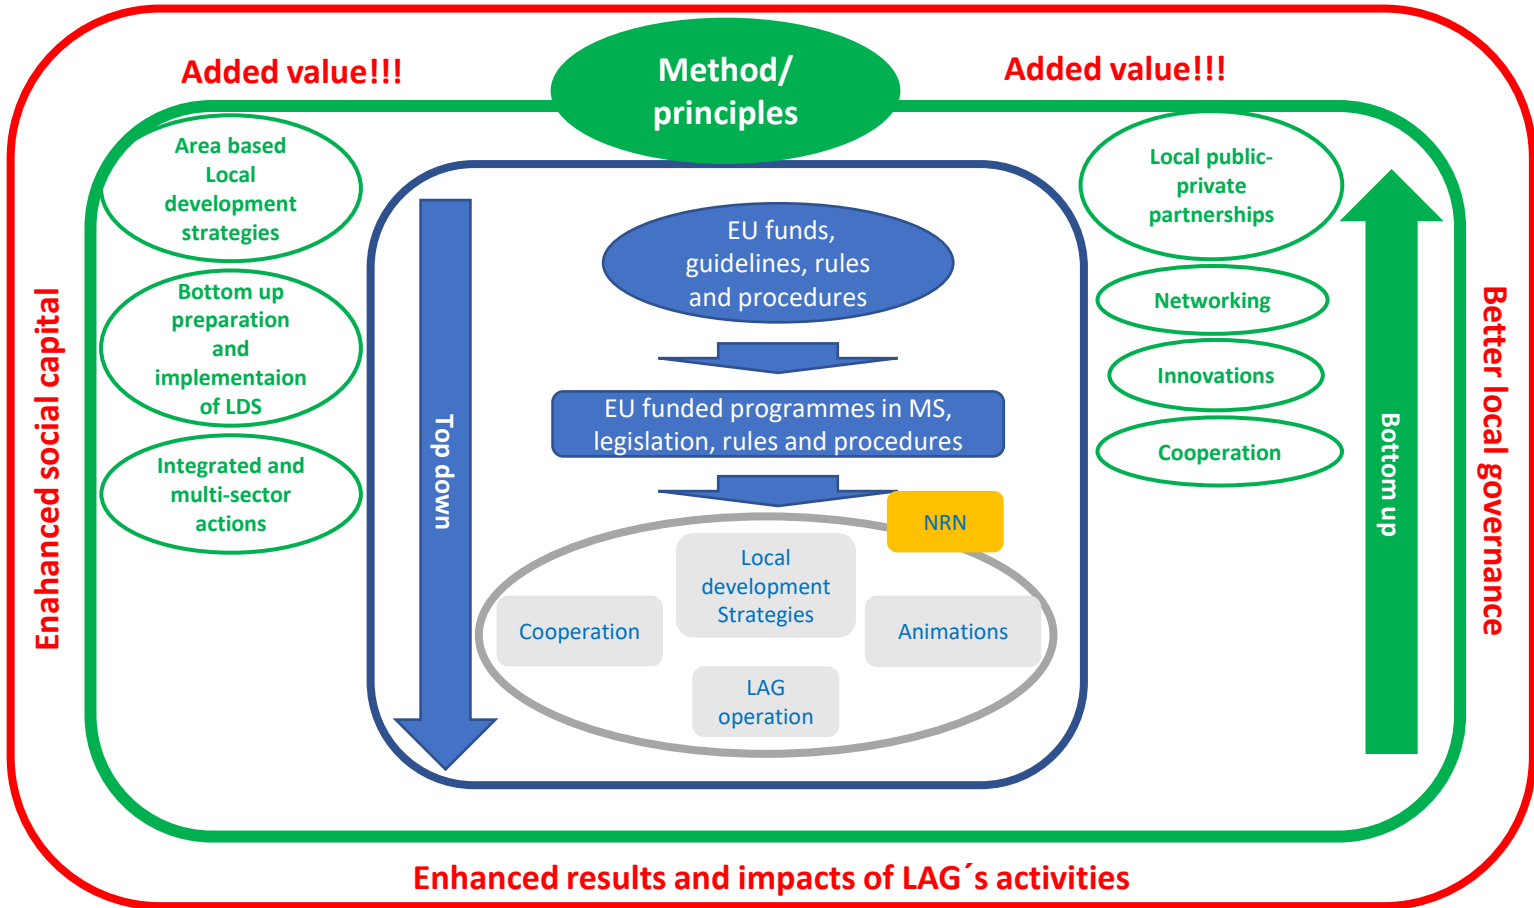 Added value!!!
Method/
principles
Added value!!!
Area based
Local
development
strategies
Bottom up
preparation
and
implementaion
of LDS
Integrated and
multi-sector
actions
Enahanced social capital
Top down
EU funds,
guidelines, rules
and procedures
EU funded programmes in MS,
legislation, rules and procedures
NRN
Local
development
Strategies
Cooperation
Animations
LAG
operation
Local public-
private
partnerships
Networking
Innovations
Cooperation
Bottom up
Better local governance
Enhanced results and impacts of LAG´s activities